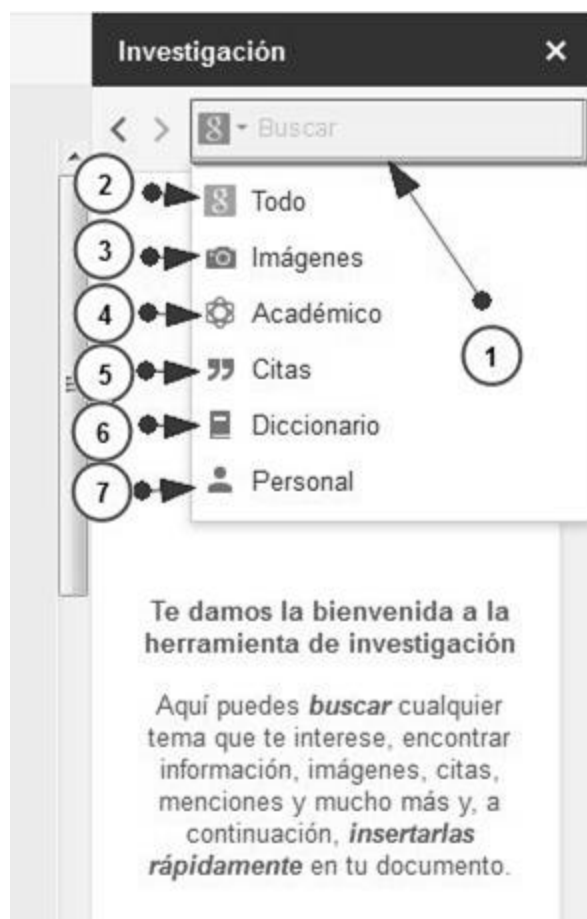 Investigación ×
< > 8 Buscar
2 8 Todo
3 Imágenes
4 Académico
1
5 Citas
6 Diccionario
7 Personal
Te damos la bienvenida a la
herramienta de investigación
Aquí puedes buscar cualquier
tema que te interese, encontrar
información, imágenes, citas,
menciones y mucho más y, a
continuación, insertarlas
rápidamente en tu documento.